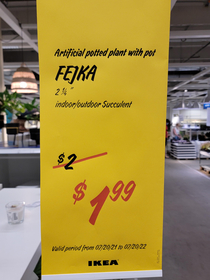 Artificial potted plant with pot
FEJKA
2 ¼ "
indoor/outdoor Succulent
$2
$1.99
Valid period from 07/20/21 to 07/20/22
IKEA